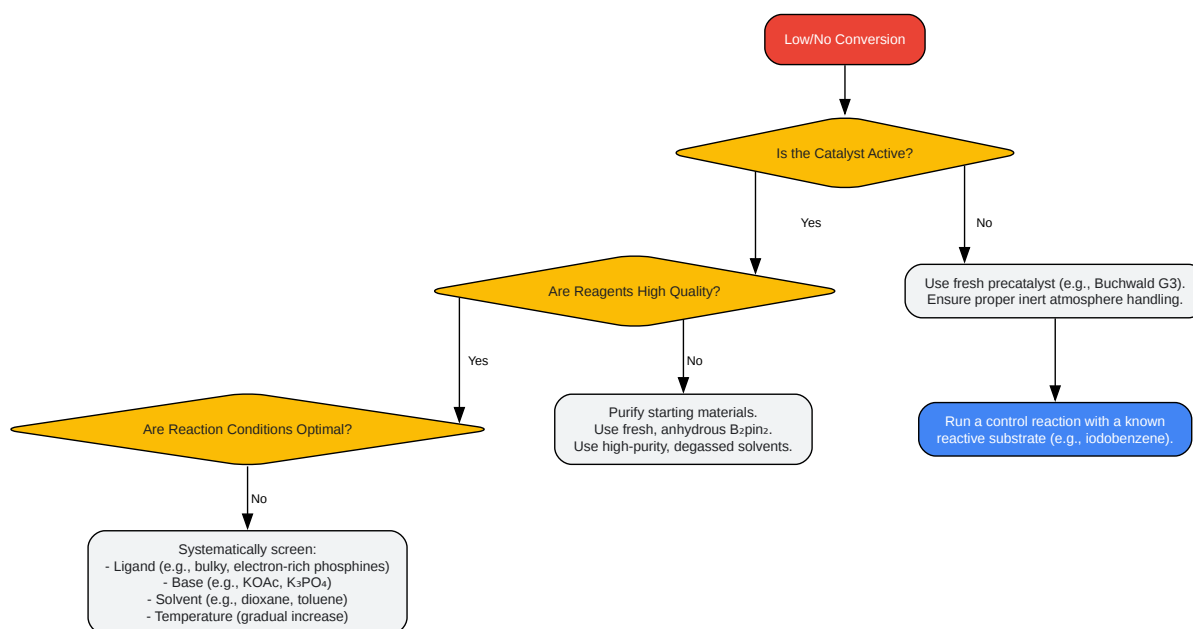 Low/No Conversion
Is the Catalyst Active?
Yes
No
Are Reagents High Quality?
Use fresh precatalyst (e.g., Buchwald G3).
Ensure proper inert atmosphere handling.
Yes
No
Are Reaction Conditions Optimal?
Purify starting materials.
Use fresh, anhydrous B₂pin₂.
Use high-purity, degassed solvents.
Run a control reaction with a known
reactive substrate (e.g., iodobenzene).
No
Systematically screen:
- Ligand (e.g., bulky, electron-rich phosphines)
- Base (e.g., KOAc, K₃PO₄)
- Solvent (e.g., dioxane, toluene)
- Temperature (gradual increase)